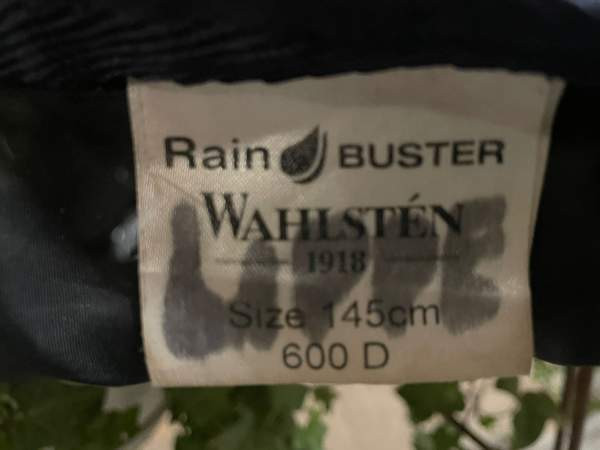 Rain BUSTER
WAHLSTÉN
1918
Size 145cm
600 D